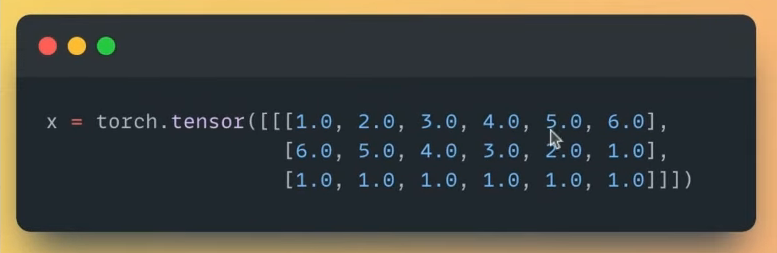 x = torch.tensor([[[1.0, 2.0, 3.0, 4.0, 5.0, 6.0],
[6.0, 5.0, 4.0, 3.0, 2.0, 1.0],
[1.0, 1.0, 1.0, 1.0, 1.0, 1.0]]])